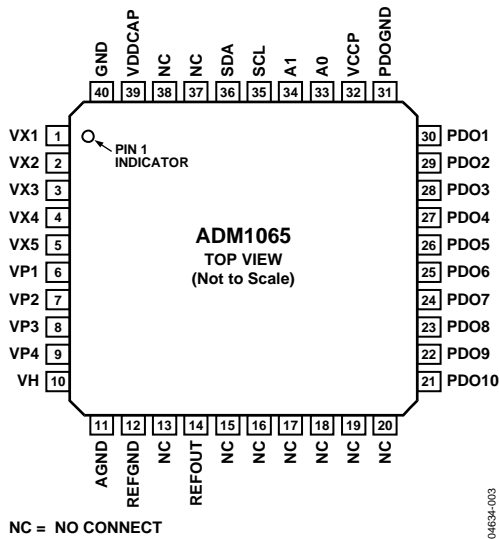 GND
VDDCAP
NC
NC
SDA
SCL
A1
A0
VCCP
PDOGND
40
39
38
37
36
35
34
33
32
31
VX1 1
VX2 2
VX3 3
VX4 4
VX5 5
VP1 6
VP2 7
VP3 8
VP4 9
VH 10
PIN 1
INDICATOR
ADM1065
TOP VIEW
(Not to Scale)
30 PDO1
29 PDO2
28 PDO3
27 PDO4
26 PDO5
25 PDO6
24 PDO7
23 PDO8
22 PDO9
21 PDO10
11
12
13
14
15
16
17
18
19
20
AGND
REFGND
NC
REFOUT
NC
NC
NC
NC
NC
NC
NC = NO CONNECT
04634-003